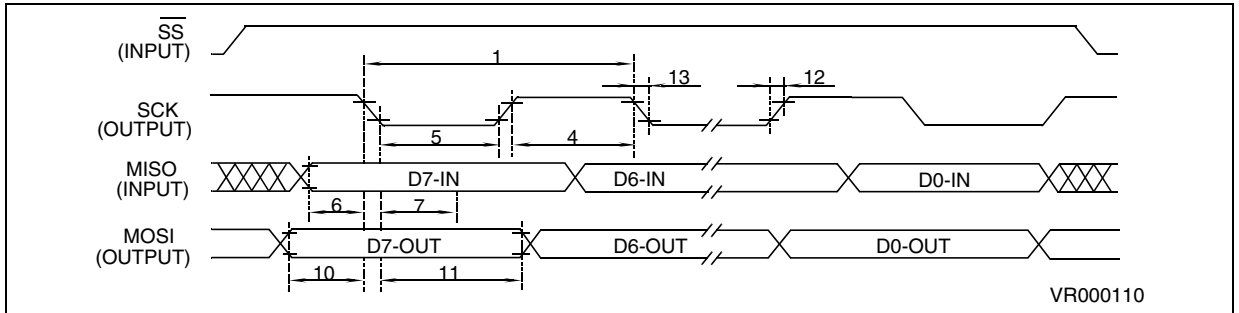 SS
(INPUT)
1
13
12
SCK
(OUTPUT)
5
4
MISO
(INPUT)
D7-IN
D6-IN
D0-IN
6
7
MOSI
(OUTPUT)
D7-OUT
D6-OUT
D0-OUT
10
11
VR000110